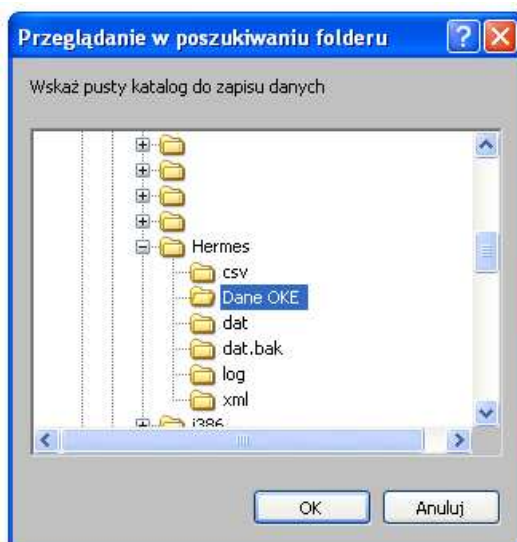 Przeglądanie w poszukiwaniu folderu
Wskaż pusty katalog do zapisu danych
Hermes
csv
Dane OKE
dat
dat.bak
log
xml
i386
OK
Anuluj